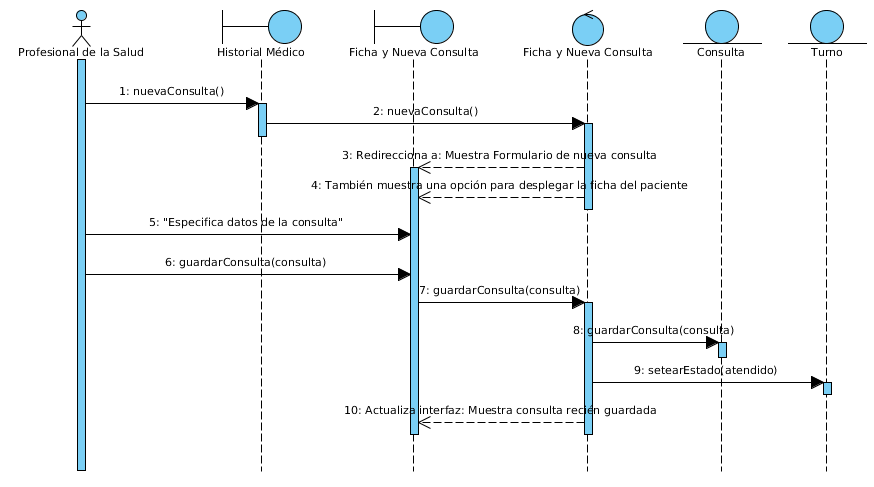 Profesional de la Salud
Historial Médico
Ficha y Nueva Consulta
Ficha y Nueva Consulta
Consulta
Turno
1: nuevaConsulta()
2: nuevaConsulta()
3: Redirecciona a: Muestra Formulario de nueva consulta
4: También muestra una opción para desplegar la ficha del paciente
5: "Especifica datos de la consulta"
6: guardarConsulta(consulta)
7: guardarConsulta(consulta)
8: guardarConsulta(consulta)
9: setearEstado(atendido)
10: Actualiza interfaz: Muestra consulta recién guardada